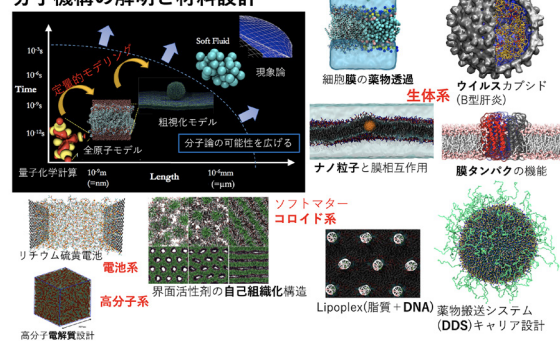 分子機構の解明と材料設計
Soft Fluid
現象論
定量的モデリング
粗視化モデル
全原子モデル
分子論の可能性を広げる
量子化学計算
Time
10⁻³s
10⁻⁶s
10⁻⁹s
10⁻¹²s
10⁻⁹m
(=nm)
Length
10⁻⁶mm
(=μm)
細胞膜の薬物透過
ウイルスカプシド
(B型肝炎)
生体系
ナノ粒子と膜相互作用
膜タンパクの機能
リチウム硫黄電池
電池系
高分子系
高分子電解質設計
ソフトマター
コロイド系
界面活性剤の自己組織化構造
Lipoplex(脂質+DNA)
薬物搬送システム
(DDS)キャリア設計